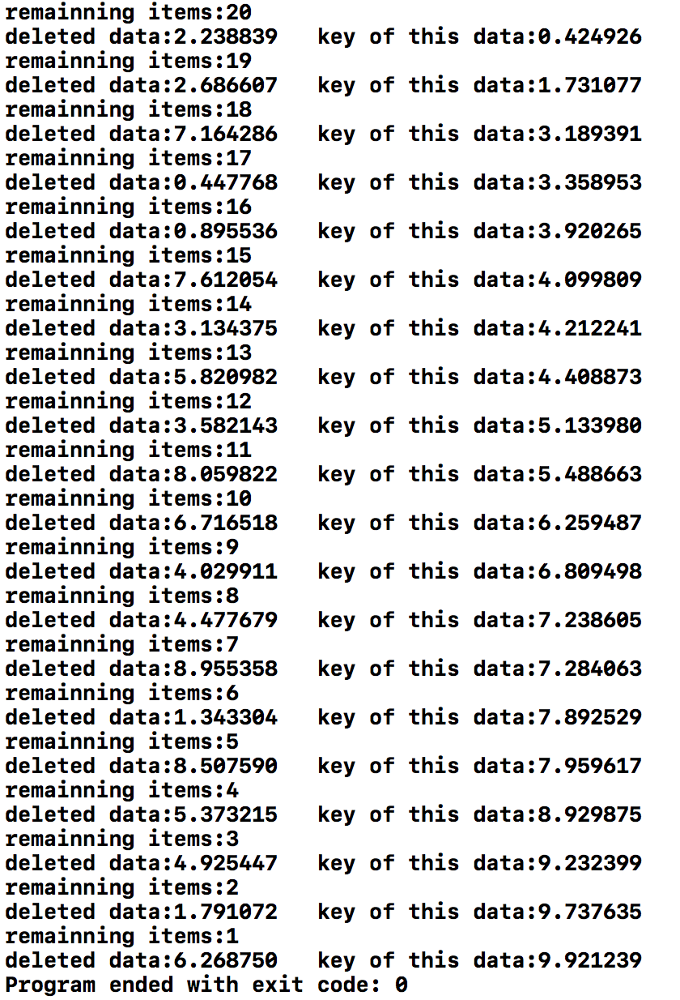 remainning items:20
deleted data:2.238839   key of this data:0.424926
remainning items:19
deleted data:2.686607   key of this data:1.731077
remainning items:18
deleted data:7.164286   key of this data:3.189391
remainning items:17
deleted data:0.447768   key of this data:3.358953
remainning items:16
deleted data:0.895536   key of this data:3.920265
remainning items:15
deleted data:7.612054   key of this data:4.099809
remainning items:14
deleted data:3.134375   key of this data:4.212241
remainning items:13
deleted data:5.820982   key of this data:4.408873
remainning items:12
deleted data:3.582143   key of this data:5.133980
remainning items:11
deleted data:8.059822   key of this data:5.488663
remainning items:10
deleted data:6.716518   key of this data:6.259487
remainning items:9
deleted data:4.029911   key of this data:6.809498
remainning items:8
deleted data:4.477679   key of this data:7.238605
remainning items:7
deleted data:8.955358   key of this data:7.284063
remainning items:6
deleted data:1.343304   key of this data:7.892529
remainning items:5
deleted data:8.507590   key of this data:7.959617
remainning items:4
deleted data:5.373215   key of this data:8.929875
remainning items:3
deleted data:4.925447   key of this data:9.232399
remainning items:2
deleted data:1.791072   key of this data:9.737635
remainning items:1
deleted data:6.268750   key of this data:9.921239
Program ended with exit code: 0